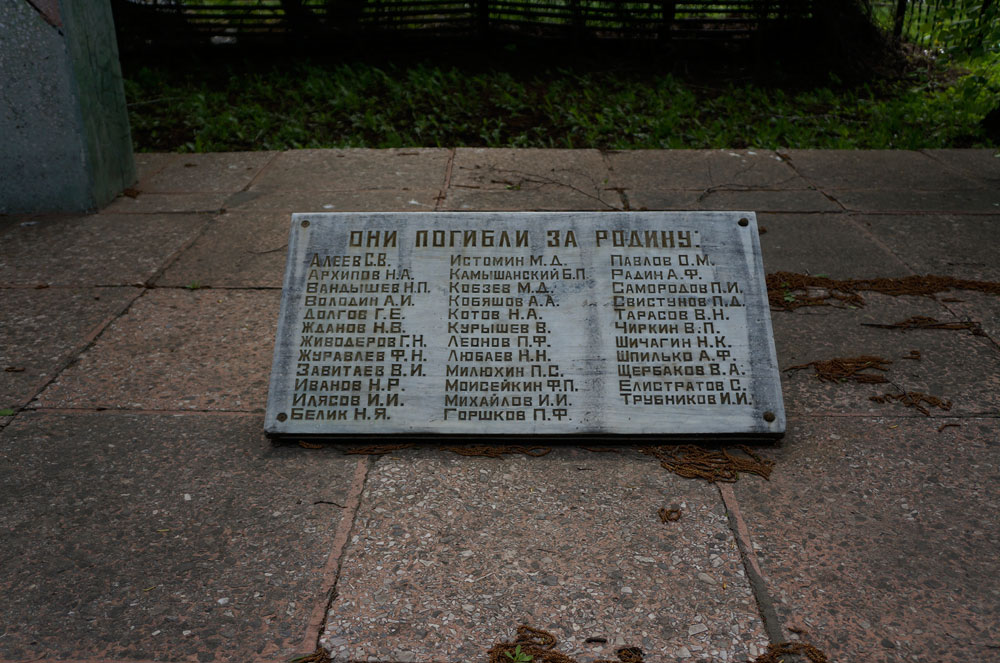 ОНИ ПОГИБЛИ ЗА РОДИНУ:
АЛЕЕВ С.В.
АРХИПОВ Н.А.
ВАНДЫШЕВ Н.П.
ВОЛОДИН А.И.
ДОЛГОВ Г.Е.
ЖДАНОВ Н.В.
ЖИВОДЕРОВ Г.Н.
ЖУРАВЛЕВ Ф.Н.
ЗАВИТАЕВ В.И.
ИВАНОВ Н.Р.
ИЛЯСОВ И.И.
БЕЛИК Н.Я.
ИСТОМИН М.Д.
КАМЫШАНСКИЙ Б.П.
КОБЗЕВ М.Д.
КОБЯШОВ А.А.
КОТОВ Н.А.
КУРЫШЕВ В.
ЛЕОНОВ П.Ф.
ЛЮБАЕВ Н.Н.
МИЛЮХИН П.С.
МОИСЕЙКИН Ф.П.
МИХАЙЛОВ И.И.
ГОРШКОВ П.Ф.
ПАВЛОВ О.М.
РАДИН А.Ф.
САМОРОДОВ П.И.
СВИСТУНОВ П.Д.
ТАРАСОВ В.Н.
ЧИРКИН В.П.
ШИЧАГИН Н.К.
ШПИЛЬКО А.Ф.
ЩЕРБАКОВ В.А.
ЕЛИСТРАТОВ С.
ТРУБНИКОВ И.И.